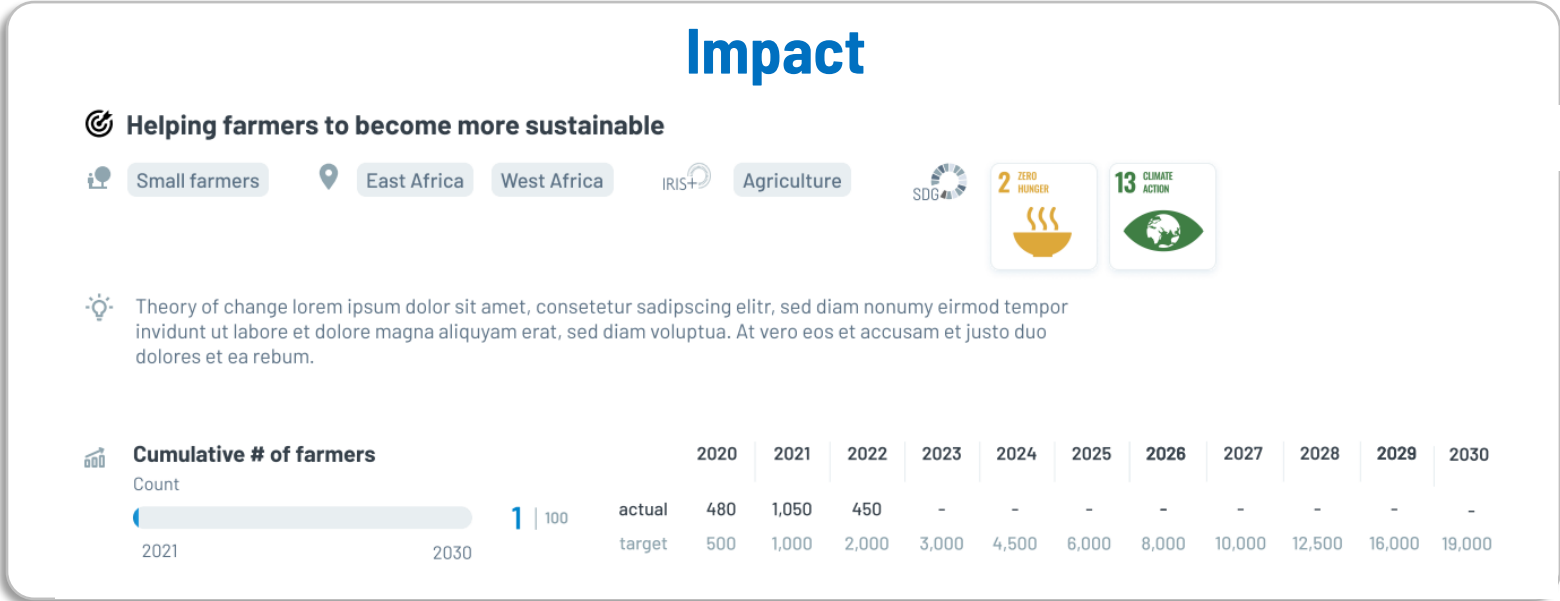 Impact
Helping farmers to become more sustainable
Small farmers East Africa West Africa IRIS+ Agriculture SDG 2 ZERO HUNGER 13 CLIMATE ACTION
Theory of change lorem ipsum dolor sit amet, consetetur sadipscing elitr, sed diam nonumy eirmod tempor
invidunt ut labore et dolore magna aliquyam erat, sed diam voluptua. At vero eos et accusam et justo duo
dolores et ea rebum.
Cumulative # of farmers 2020 2021 2022 2023 2024 2025 2026 2027 2028 2029 2030
Count
1 | 100 actual 480 1,050 450 - - - - - - - -
target 500 1,000 2,000 3,000 4,500 6,000 8,000 10,000 12,500 16,000 19,000
2021 2030